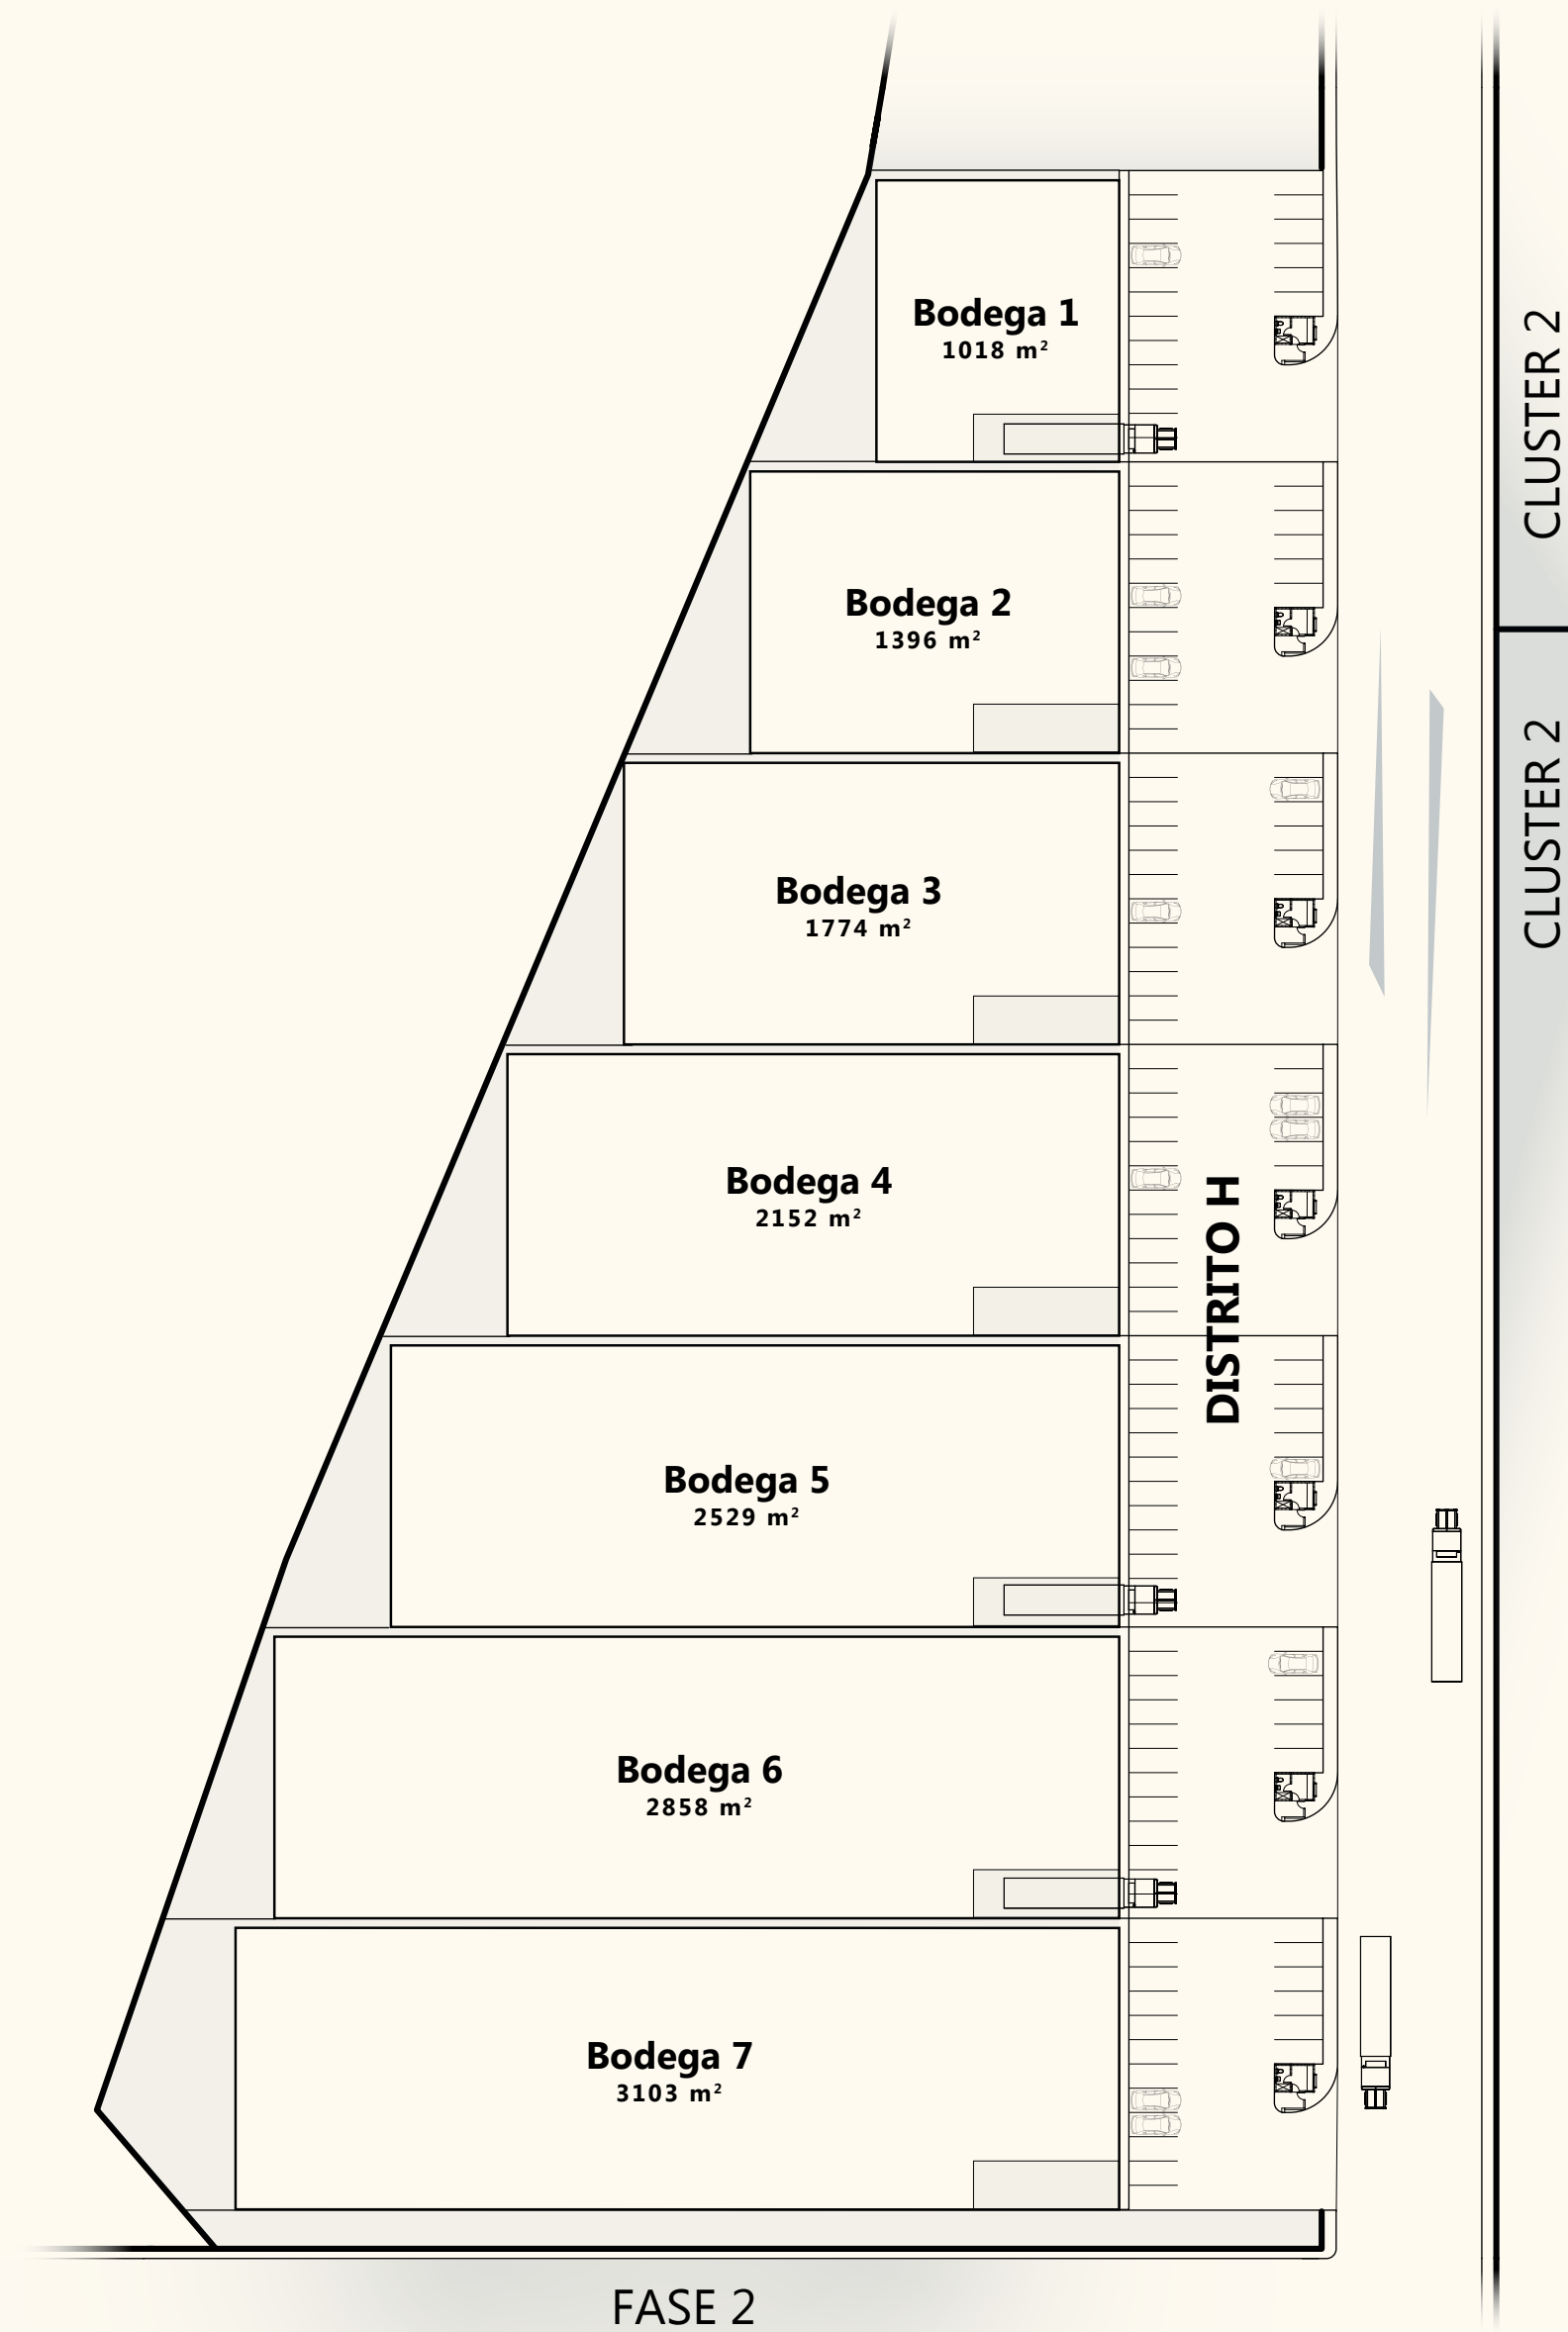 Bodega 1
1018 m²
CLUSTER 2
Bodega 2
1396 m²
CLUSTER 2
Bodega 3
1774 m²
Bodega 4
2152 m²
DISTRITO H
Bodega 5
2529 m²
Bodega 6
2858 m²
Bodega 7
3103 m²
FASE 2